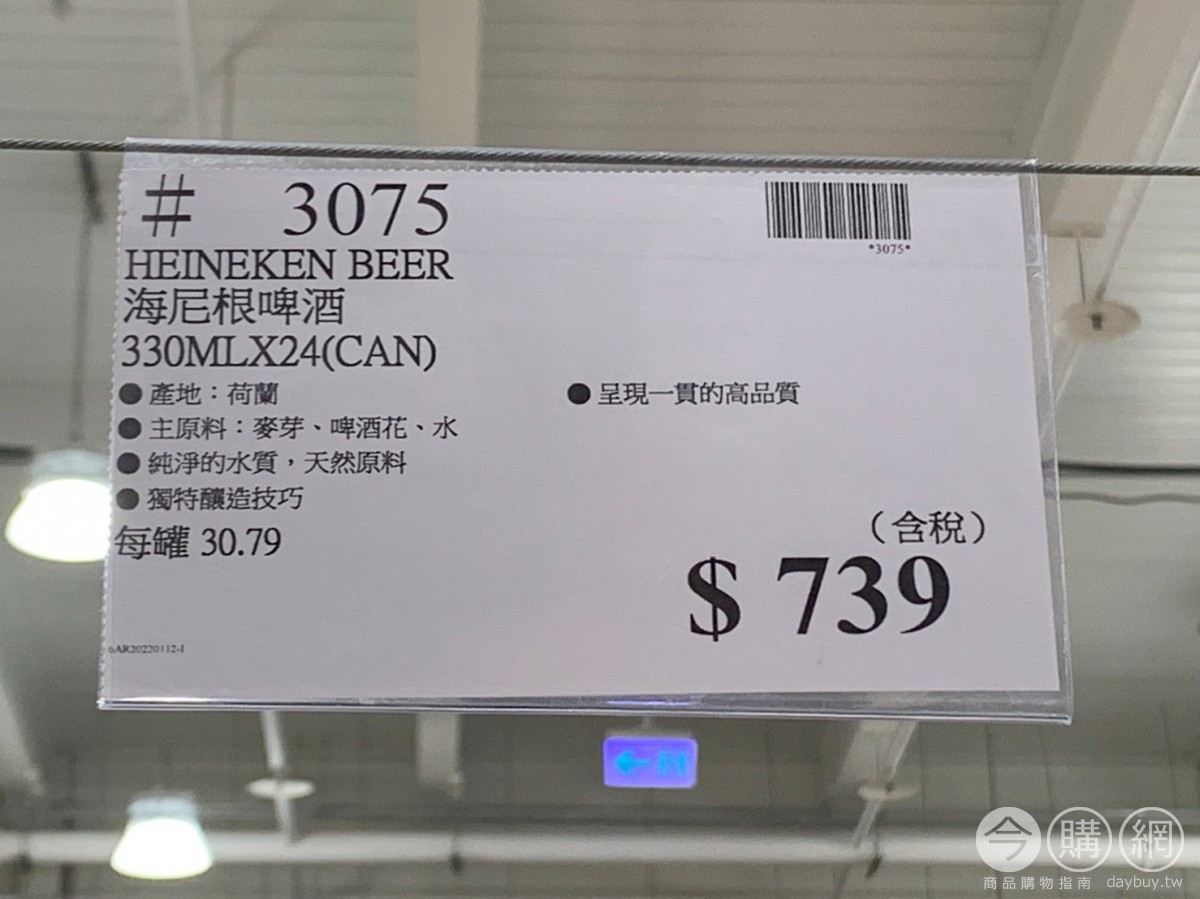 # 3075
*3075*
HEINEKEN BEER
海尼根啤酒
330MLX24(CAN)
●產地：荷蘭
●主原料：麥芽、啤酒花、水
●純淨的水質，天然原料
●獨特釀造技巧
●呈現一貫的高品質
每罐 30.79
（含稅）
$ 739
6AR20220112-1
今購網
商品購物指南 daybuy.tw